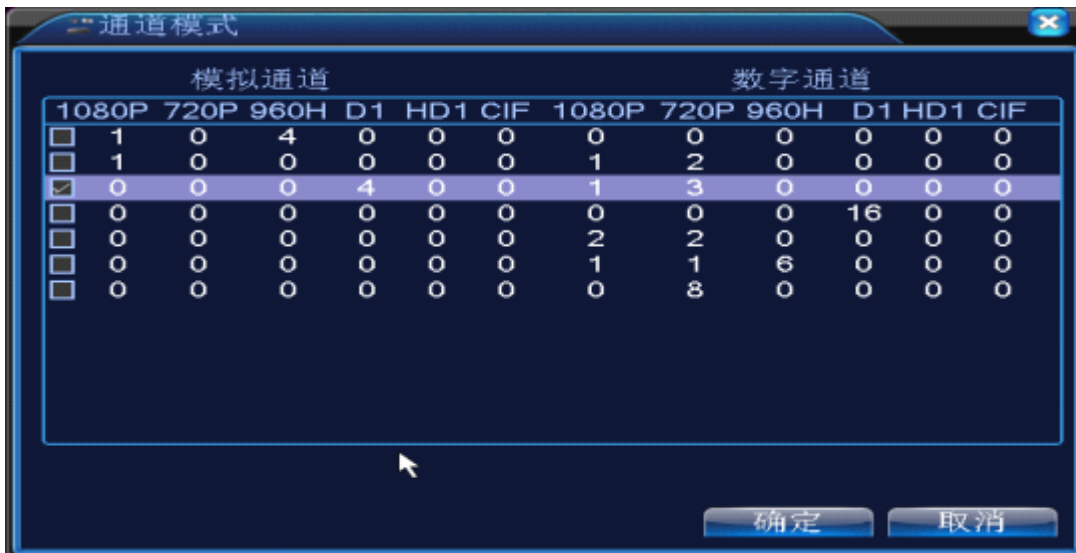 通道模式
模拟通道 数字通道
1080P 720P 960H D1 HD1 CIF 1080P 720P 960H D1 HD1 CIF
1 0 4 0 0 0 0 0 0 0 0 0
1 0 0 0 0 0 1 2 0 0 0 0
0 0 0 4 0 0 1 3 0 0 0 0
0 0 0 0 0 0 0 0 0 16 0 0
0 0 0 0 0 0 2 2 0 0 0 0
0 0 0 0 0 0 1 1 6 0 0 0
0 0 0 0 0 0 0 8 0 0 0 0
确定 取消